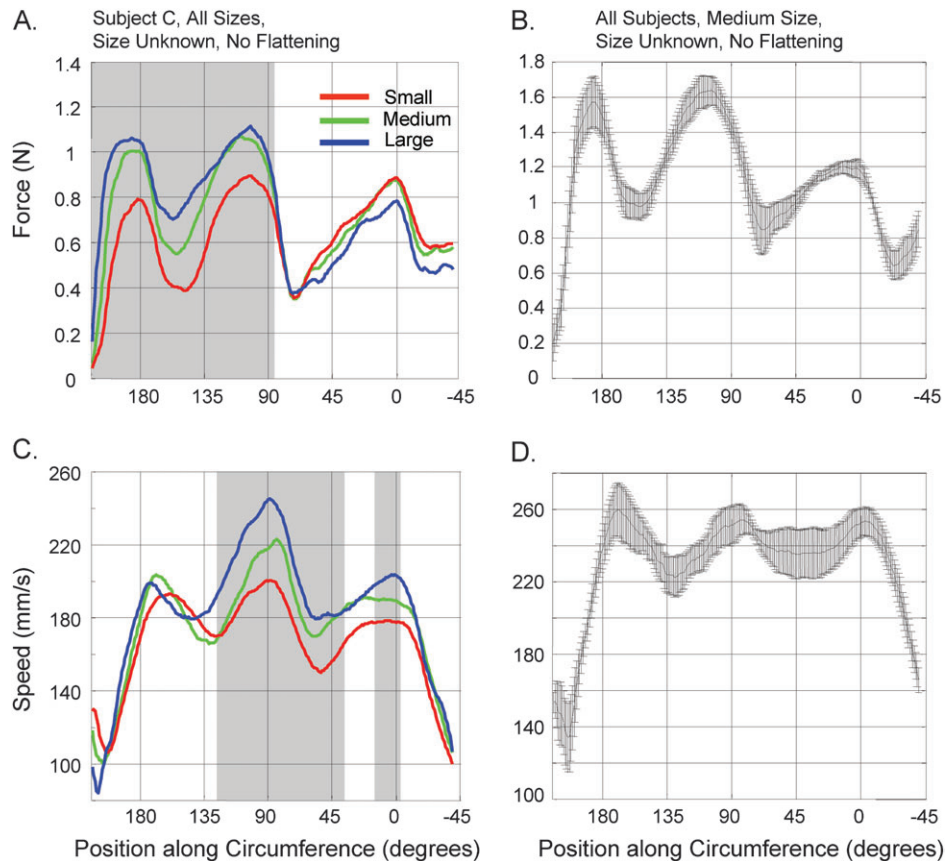 A.
Subject C, All Sizes,
Size Unknown, No Flattening
1.4
1.2
1.0
0.8
0.6
0.4
0.2
0
Force (N)
Small
Medium
Large
180 135 90 45 0 -45
B.
All Subjects, Medium Size,
Size Unknown, No Flattening
1.8
1.6
1.4
1.2
1.0
0.8
0.6
0.4
0.2
0
180 135 90 45 0 -45
C.
260
220
180
140
100
Speed (mm/s)
180 135 90 45 0 -45
Position along Circumference (degrees)
D.
260
220
180
140
100
180 135 90 45 0 -45
Position along Circumference (degrees)